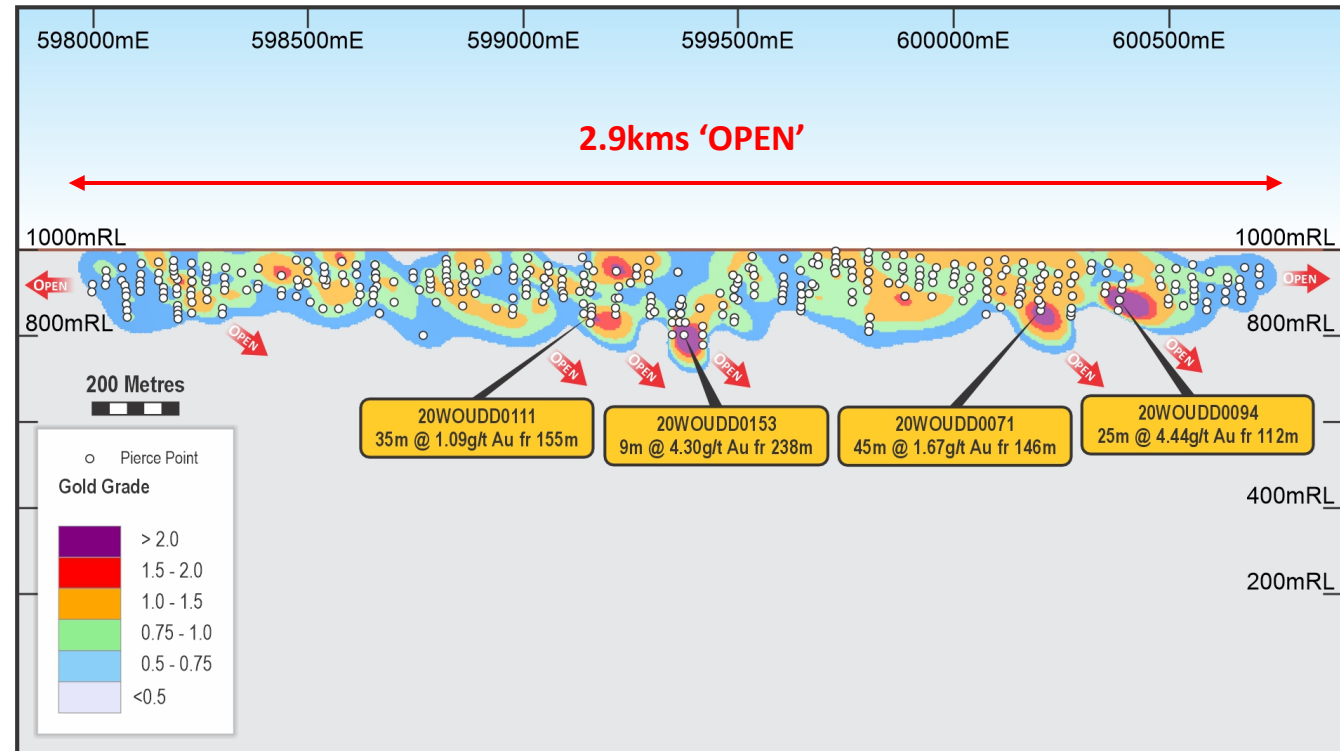 598000mE 598500mE 599000mE 599500mE 600000mE 600500mE
2.9kms ‘OPEN’
1000mRL 1000mRL
OPEN OPEN
800mRL 800mRL
OPEN OPEN OPEN OPEN OPEN OPEN
200 Metres
20WOUDD0111
35m @ 1.09g/t Au fr 155m
20WOUDD0153
9m @ 4.30g/t Au fr 238m
20WOUDD0071
45m @ 1.67g/t Au fr 146m
20WOUDD0094
25m @ 4.44g/t Au fr 112m
Pierce Point
Gold Grade
> 2.0
1.5 - 2.0
1.0 - 1.5
0.75 - 1.0
0.5 - 0.75
<0.5
400mRL
200mRL